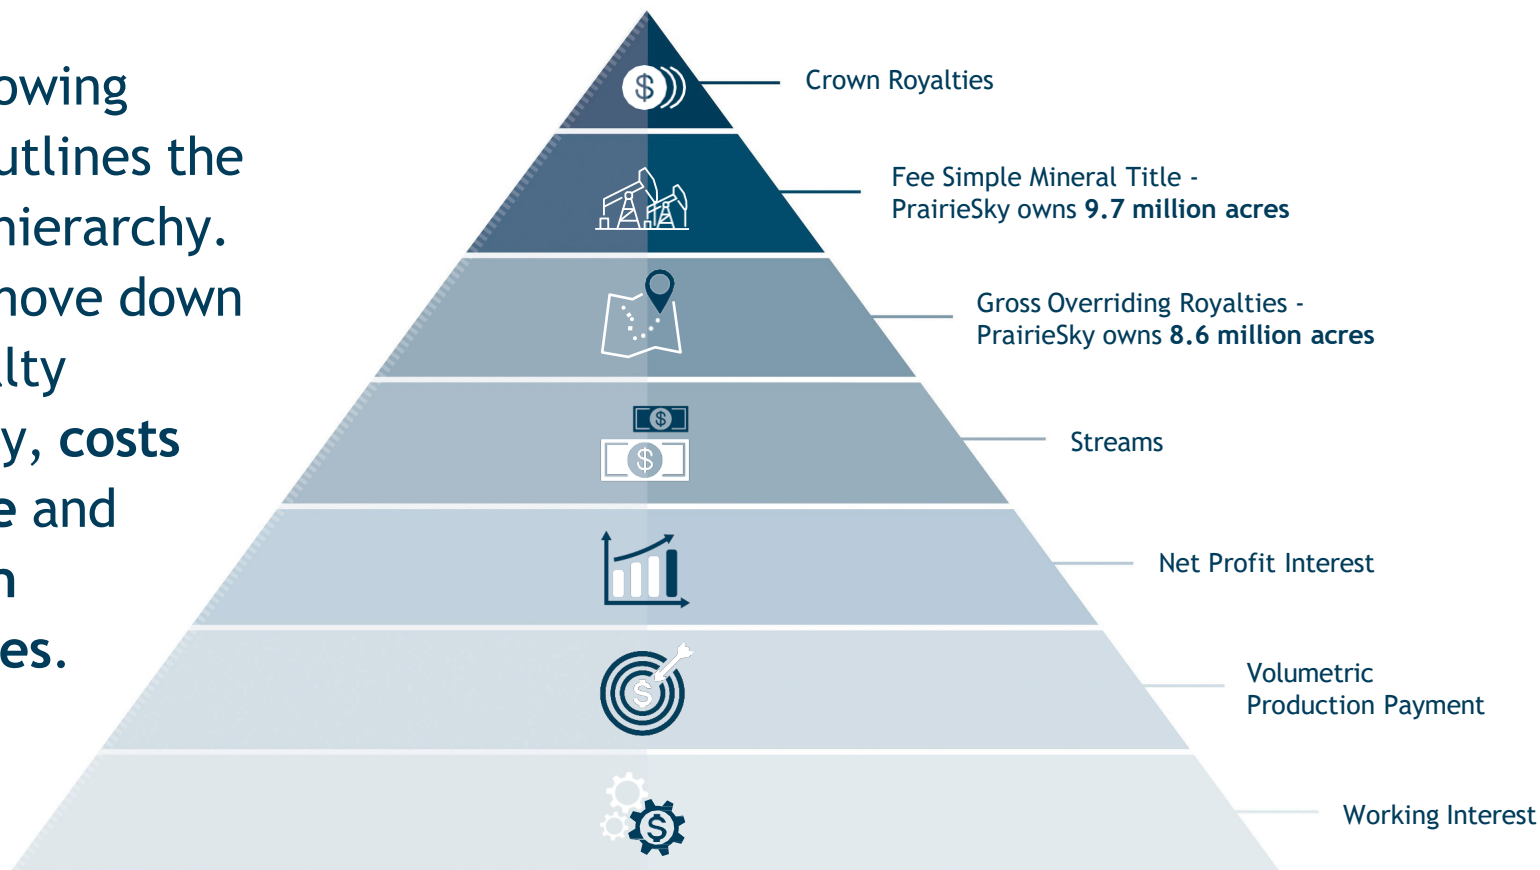 owing
utlines the
hierarchy.
move down
lty
y, costs
e and
n
es.
$
Crown Royalties
Fee Simple Mineral Title -
PrairieSky owns 9.7 million acres
Gross Overriding Royalties -
PrairieSky owns 8.6 million acres
$
$
Streams
Net Profit Interest
$
Volumetric
Production Payment
$
Working Interest